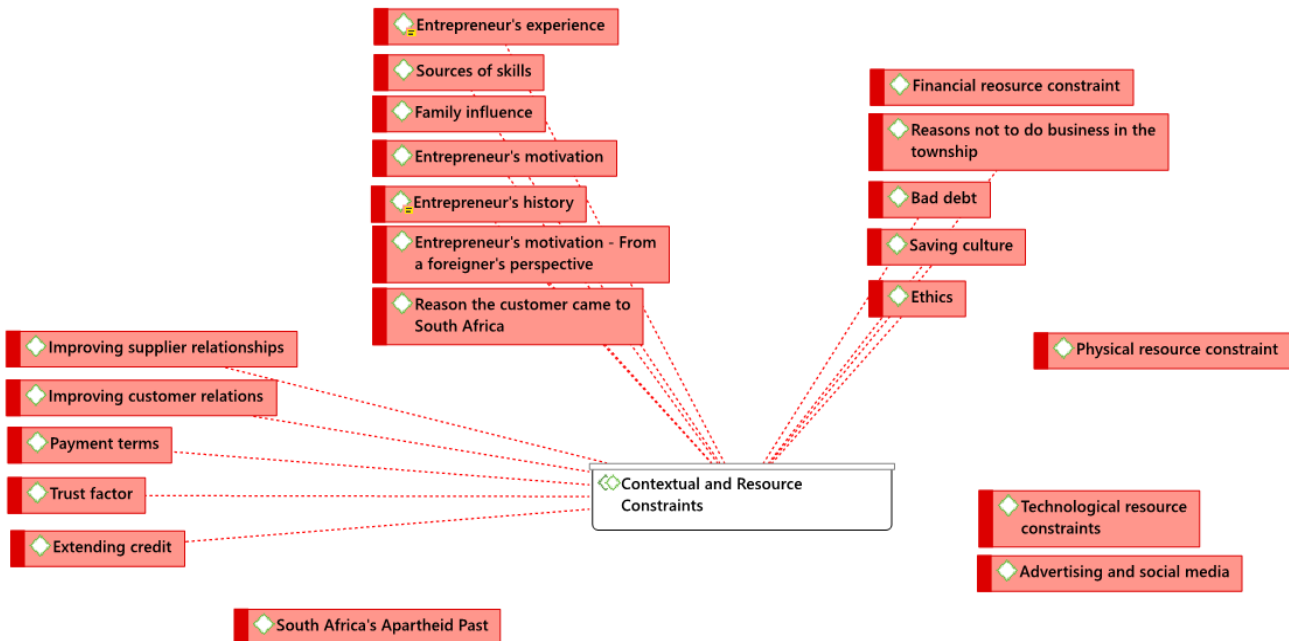 Entrepreneur's experience
Sources of skills
Family influence
Entrepreneur's motivation
Entrepreneur's history
Entrepreneur's motivation - From
a foreigner's perspective
Reason the customer came to
South Africa
Financial reosurce constraint
Reasons not to do business in the
township
Bad debt
Saving culture
Ethics
Physical resource constraint
Improving supplier relationships
Improving customer relations
Payment terms
Trust factor
Extending credit
Contextual and Resource
Constraints
Technological resource
constraints
Advertising and social media
South Africa's Apartheid Past